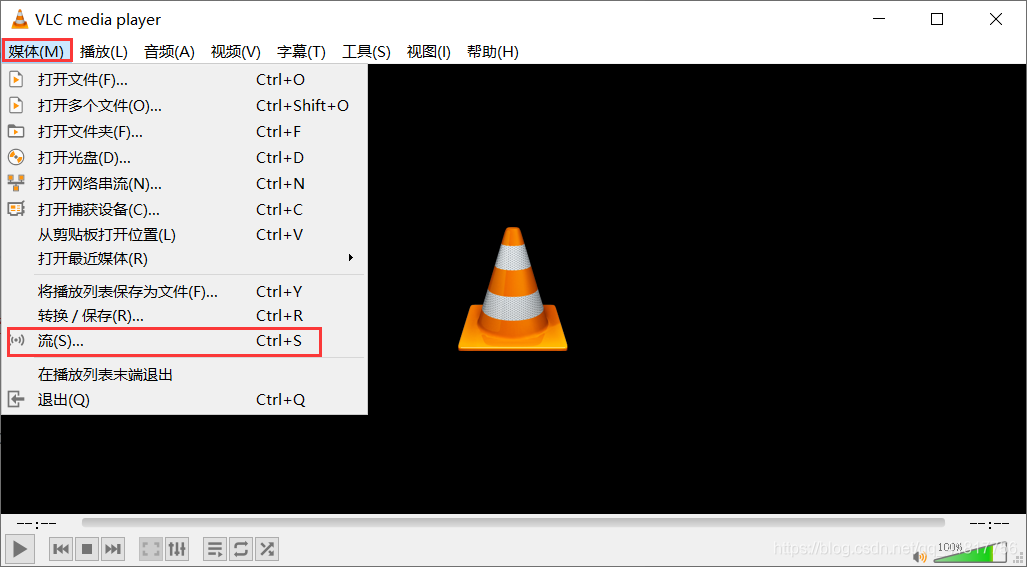 VLC media player
媒体(M) 播放(L) 音频(A) 视频(V) 字幕(T) 工具(S) 视图(I) 帮助(H)
打开文件(F)... Ctrl+O
打开多个文件(O)... Ctrl+Shift+O
打开文件夹(F)... Ctrl+F
打开光盘(D)... Ctrl+D
打开网络串流(N)... Ctrl+N
打开捕获设备(C)... Ctrl+C
从剪贴板打开位置(L) Ctrl+V
打开最近媒体(R)
将播放列表保存为文件(F)... Ctrl+Y
转换 / 保存(R)... Ctrl+R
流(S)... Ctrl+S
在播放列表末端退出
退出(Q) Ctrl+Q
--:-- --:--
100%